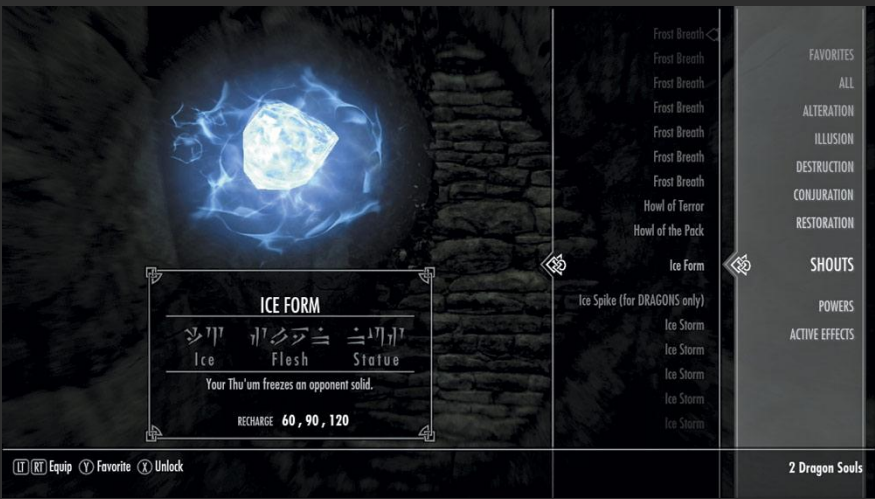 Frost Breath
Frost Breath
Frost Breath
Frost Breath
Frost Breath
Frost Breath
Frost Breath
Howl of Terror
Howl of the Pack
Ice Form
Ice Spike (for DRAGONS only)
Ice Storm
Ice Storm
Ice Storm
Ice Storm
Ice Storm
FAVORITES
ALL
ALTERATION
ILLUSION
DESTRUCTION
CONJURATION
RESTORATION
SHOUTS
POWERS
ACTIVE EFFECTS
ICE FORM
Ice Flesh Statue
Your Thu'um freezes an opponent solid.
RECHARGE 60 , 90 , 120
LT RT Equip Y Favorite X Unlock
2 Dragon Souls